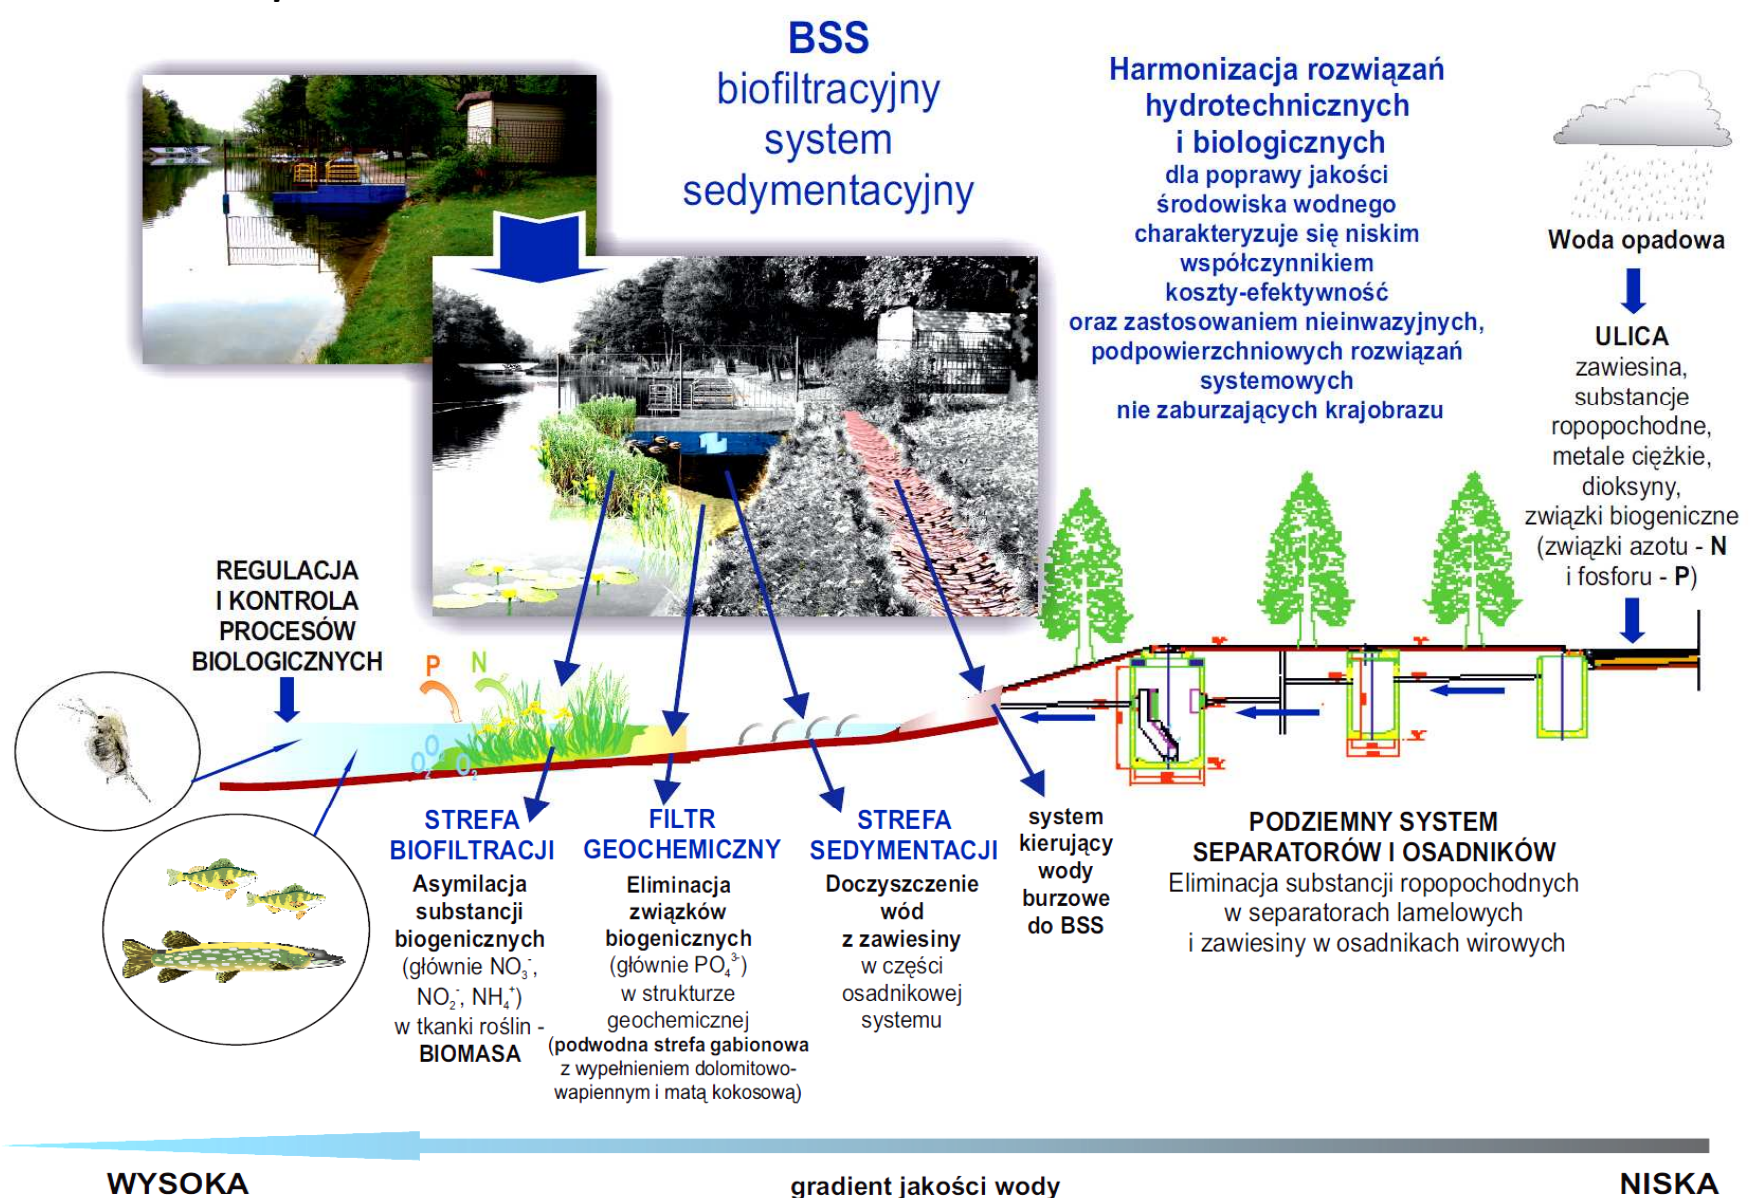 BSS
biofiltracyjny
system
sedymentacyjny
Harmonizacja rozwiązań
hydrotechnicznych
i biologicznych
dla poprawy jakości
środowiska wodnego
charakteryzuje się niskim
współczynnikiem
koszty-efektywność
oraz zastosowaniem nieinwazyjnych,
podpowierzchniowych rozwiązań
systemowych
nie zaburzających krajobrazu
Woda opadowa
ULICA
zawiesina,
substancje
ropopochodne,
metale ciężkie,
dioksyny,
związki biogeniczne
(związki azotu - N
i fosforu - P)
REGULACJA
I KONTROLA
PROCESÓW
BIOLOGICZNYCH
P N
O₂ O₂
STREFA
BIOFILTRACJI
Asymilacja
substancji
biogenicznych
(głównie NO₃⁻,
NO₂⁻, NH₄⁺)
w tkanki roślin -
BIOMASA
FILTR
GEOCHEMICZNY
Eliminacja
związków
biogenicznych
(głównie PO₄³⁻)
w strukturze
geochemicznej
(podwodna strefa gabionowa
z wypełnieniem dolomitowo-
wapiennym i matą kokosową)
STREFA
SEDYMENTACJI
Doczyszczenie
wód
z zawiesiny
w części
osadnikowej
systemu
system
kierujący
wody
burzowe
do BSS
PODZIEMNY SYSTEM
SEPARATORÓW I OSADNIKÓW
Eliminacja substancji ropopochodnych
w separatorach lamelowych
i zawiesiny w osadnikach wirowych
WYSOKA
gradient jakości wody
NISKA